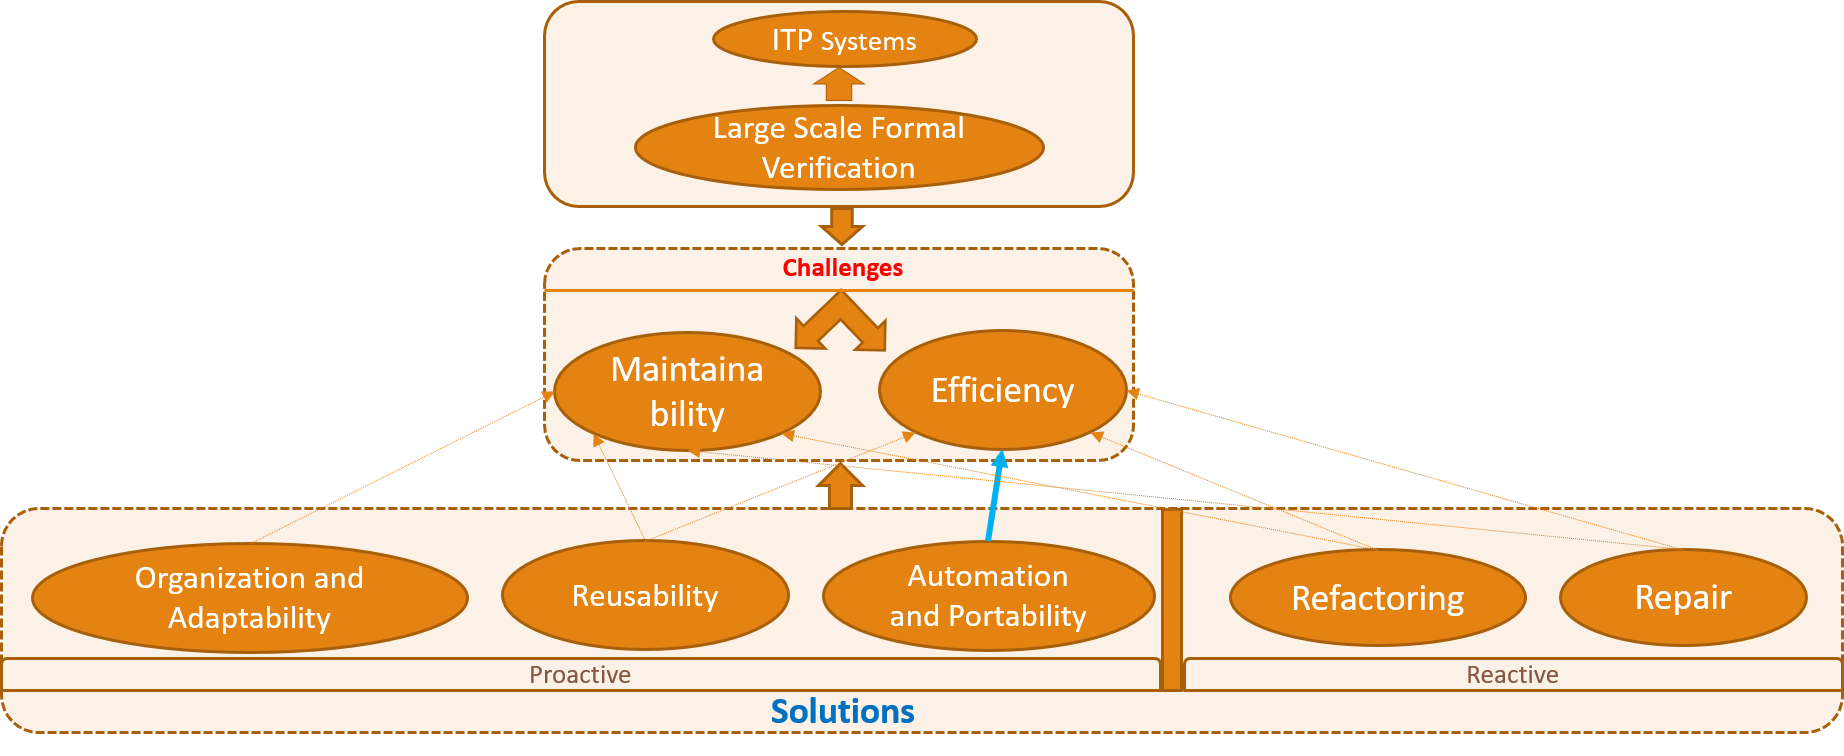 ITP Systems
Large Scale Formal
Verification
Challenges
Maintaina
bility
Efficiency
Organization and
Adaptability
Reusability
Automation
and Portability
Refactoring
Repair
Proactive
Reactive
Solutions